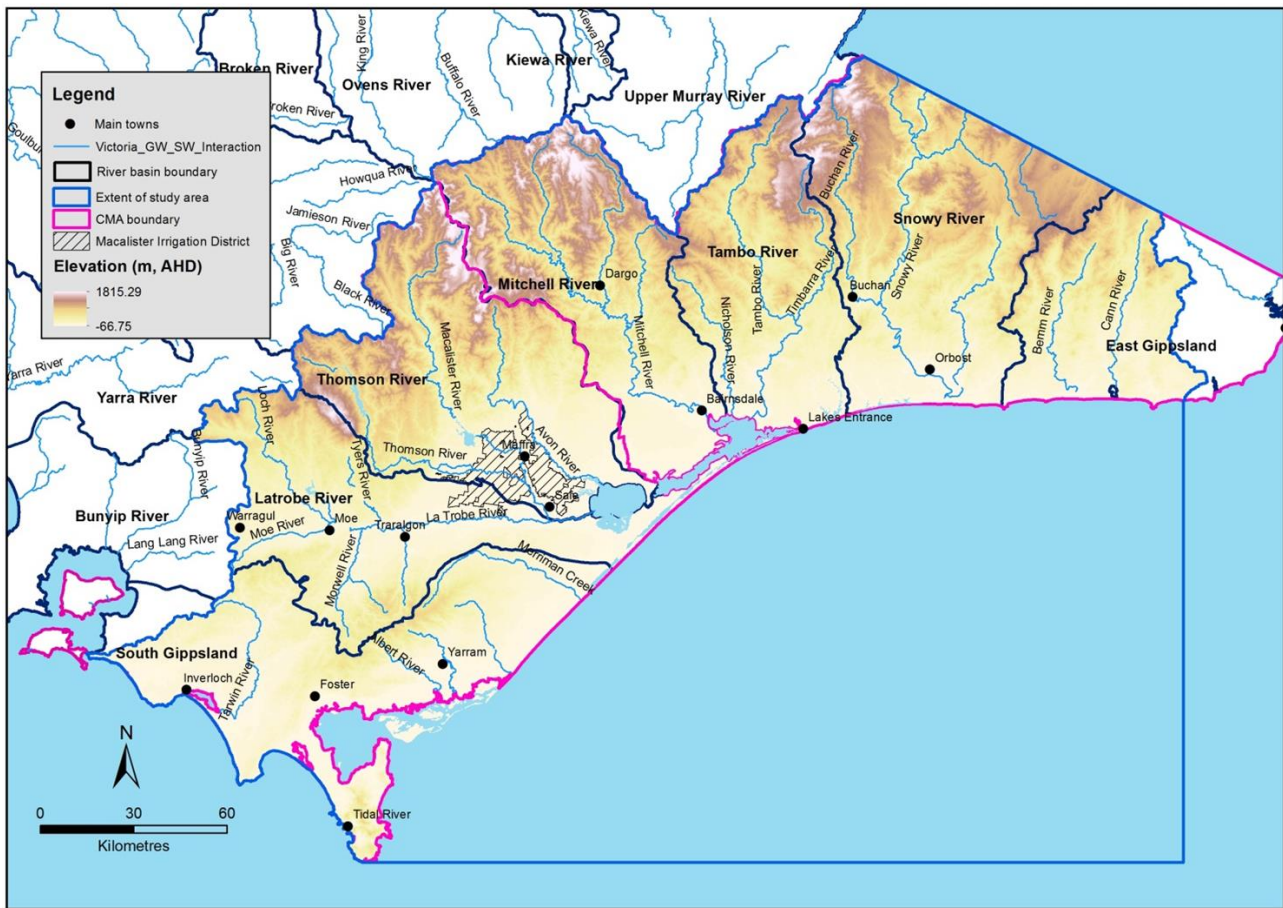 Legend
Main towns
Victoria_GW_SW_Interaction
River basin boundary
Extent of study area
CMA boundary
Macalister Irrigation District
Elevation (m, AHD)
1815.29
-66.75
Broken River
Broken River
King River
Ovens River
Buffalo River
Kiewa River
Kiewa River
Upper Murray River
Howqua River
Jamieson River
Big River
Black River
Yarra River
Yarra River
Bunyip River
Bunyip River
Lang Lang River
Thomson River
Macalister River
Thomson River
Avon River
Maffra
Sale
Mitchell River
Dargo
Mitchell River
Bairnsdale
Tambo River
Nicholson River
Tambo River
Timbarra River
Lakes Entrance
Buchan River
Buchan
Snowy River
Snowy River
Orbost
Bemm River
Cann River
East Gippsland
Loch River
Tyers River
Latrobe River
Warragul
Moe River
Moe
Traralgon
La Trobe River
Morwell River
Merriman Creek
South Gippsland
Inverloch
Tarwin River
Foster
Albert River
Yarram
Tidal River
N
0 30 60
Kilometres